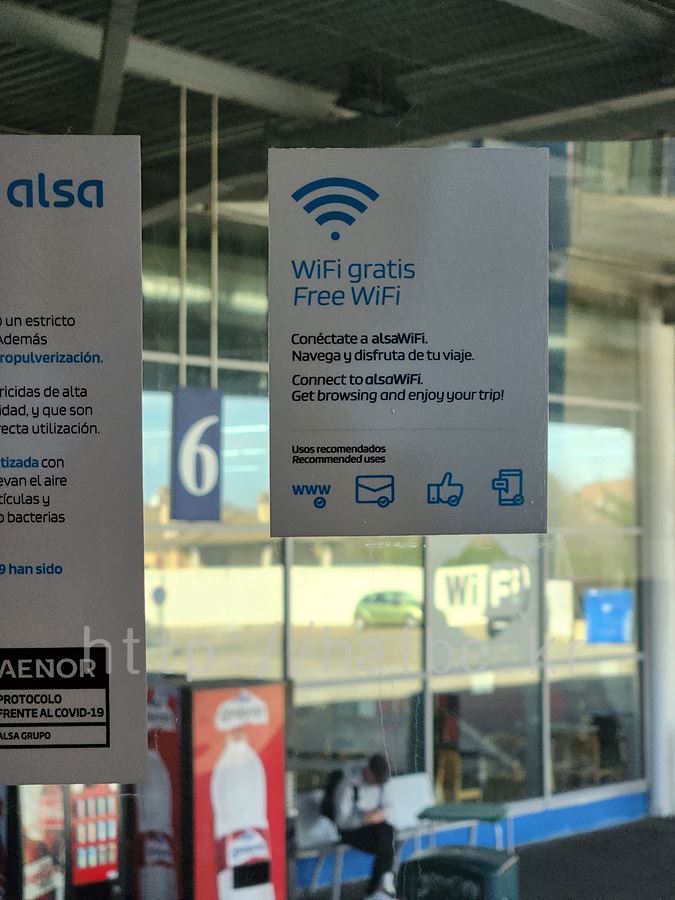 alsa
o un estricto
Además
ropulverización.
ricidas de alta
idad, y que son
recta utilización.
tizada con
evan el aire
tículas y
o bacterias
9 han sido
AENOR
PROTOCOLO
FRENTE AL COVID-19
ALSA GRUPO
WiFi gratis
Free WiFi
Conéctate a alsaWiFi.
Navega y disfruta de tu viaje.
Connect to alsaWiFi.
Get browsing and enjoy your trip!
Usos recomendados
Recommended uses
www
6
WiFi